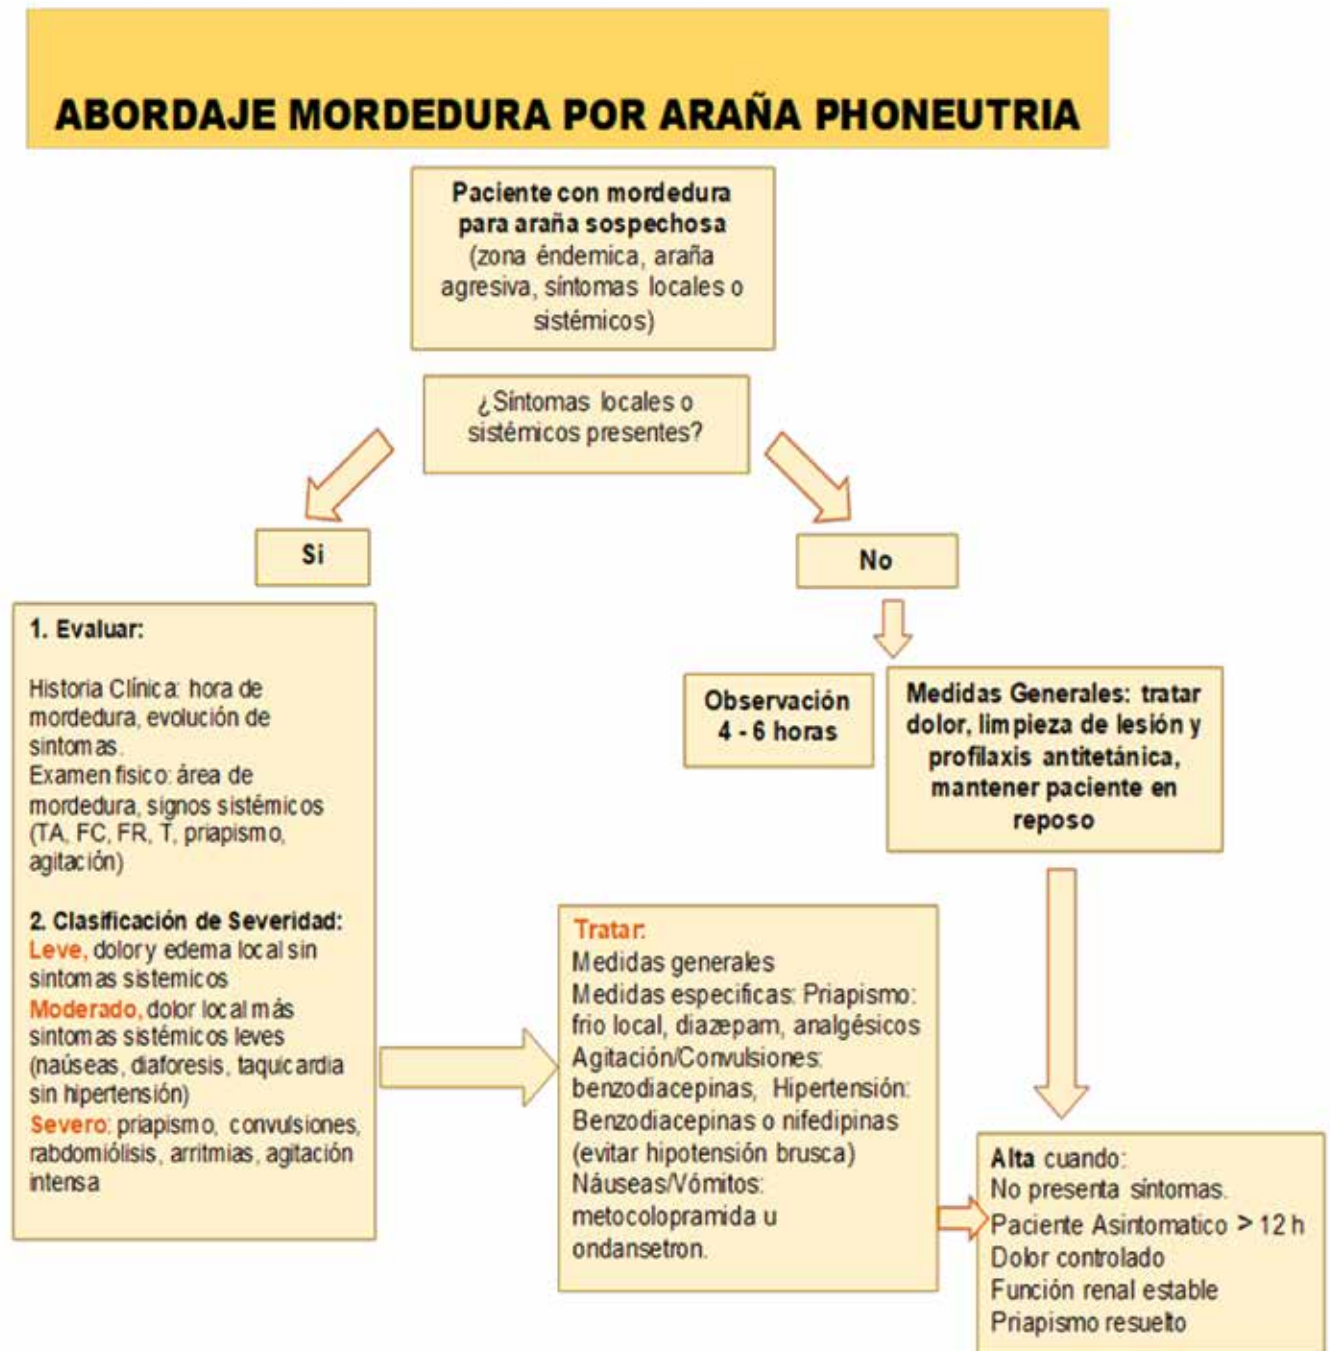 ABORDAJE MORDEDURA POR ARAÑA PHONEUTRIA
Paciente con mordedura
para araña sospechosa
(zona éndemica, araña
agresiva, síntomas locales o
sistémicos)
¿Síntomas locales o
sistémicos presentes?
Si
No
1. Evaluar:
Historia Clínica: hora de
mordedura, evolución de
sintomas.
Examen fisico: área de
mordedura, signos sistémicos
(TA, FC, FR, T, priapismo,
agitación)
2. Clasificación de Severidad:
Leve, dolor y edema local sin
sintomas sistemicos
Moderado, dolor local más
sintomas sistémicos leves
(naúseas, diaforesis, taquicardia
sin hipertensión)
Severo: priapismo, convulsiones,
rabdomiólisis, arritmias, agitación
intensa
Observación
4 - 6 horas
Medidas Generales: tratar
dolor, limpieza de lesión y
profilaxis antitetánica,
mantener paciente en
reposo
Tratar:
Medidas generales
Medidas especificas: Priapismo:
frio local, diazepam, analgésicos
Agitación/Convulsiones:
benzodiacepinas, Hipertensión:
Benzodiacepinas o nifedipinas
(evitar hipotensión brusca)
Náuseas/Vómitos:
metocolopramida u
ondansetron.
Alta cuando:
No presenta síntomas.
Paciente Asintomatico > 12 h
Dolor controlado
Función renal estable
Priapismo resuelto